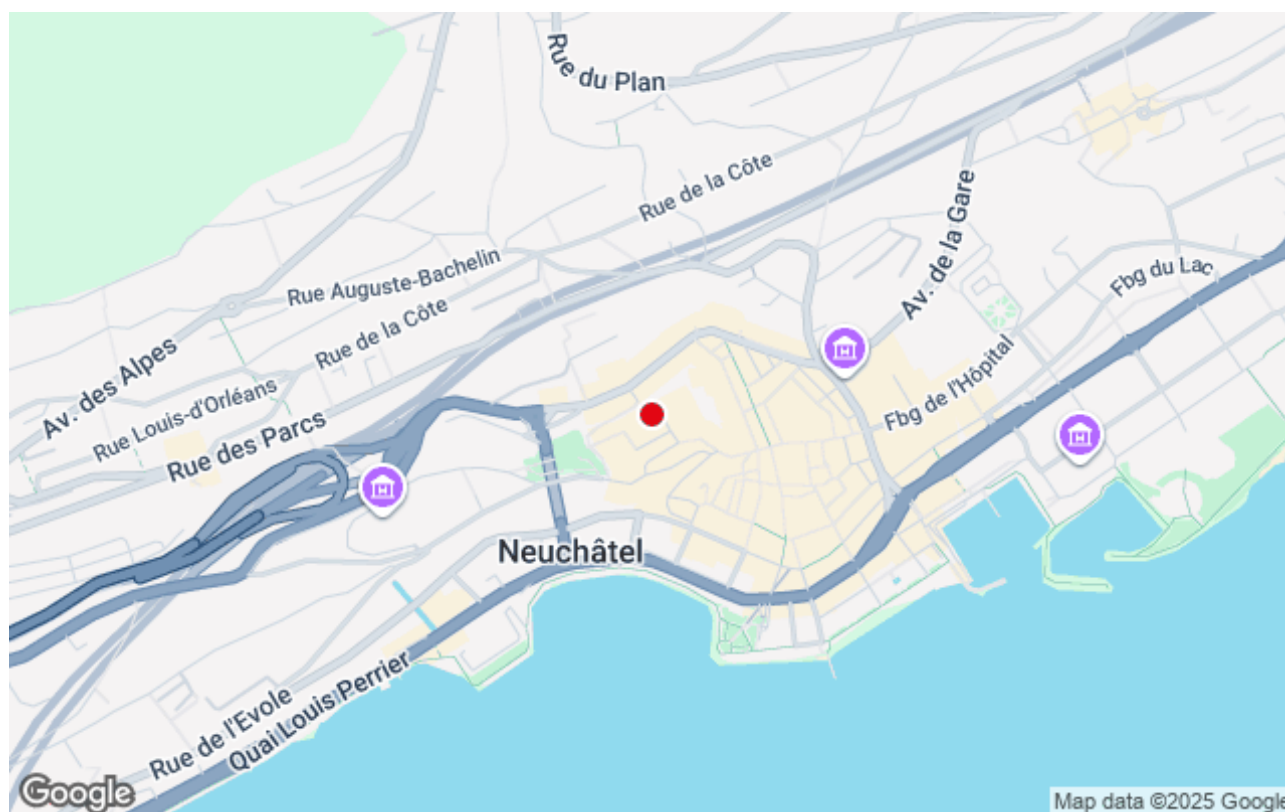 Rue du Plan
Rue de la Côte
Av. de la Gare
Fbg du Lac
Rue Auguste-Bachelin
Rue de la Côte
Av. des Alpes
Rue Louis-d'Orléans
Rue des Parcs
Fbg de l'Hôpital
Neuchâtel
Rue de l'Evole
Quai Louis Perrier
Google
Map data ©2025 Google